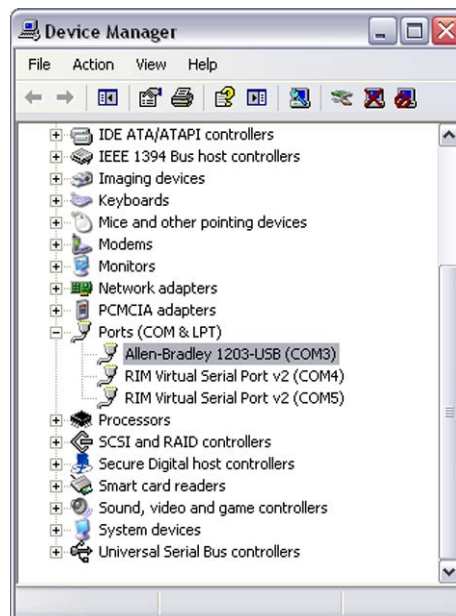 Device Manager
File Action View Help
IDE ATA/ATAPI controllers
IEEE 1394 Bus host controllers
Imaging devices
Keyboards
Mice and other pointing devices
Modems
Monitors
Network adapters
PCMCIA adapters
Ports (COM & LPT)
Allen-Bradley 1203-USB (COM3)
RIM Virtual Serial Port v2 (COM4)
RIM Virtual Serial Port v2 (COM5)
Processors
SCSI and RAID controllers
Secure Digital host controllers
Smart card readers
Sound, video and game controllers
System devices
Universal Serial Bus controllers